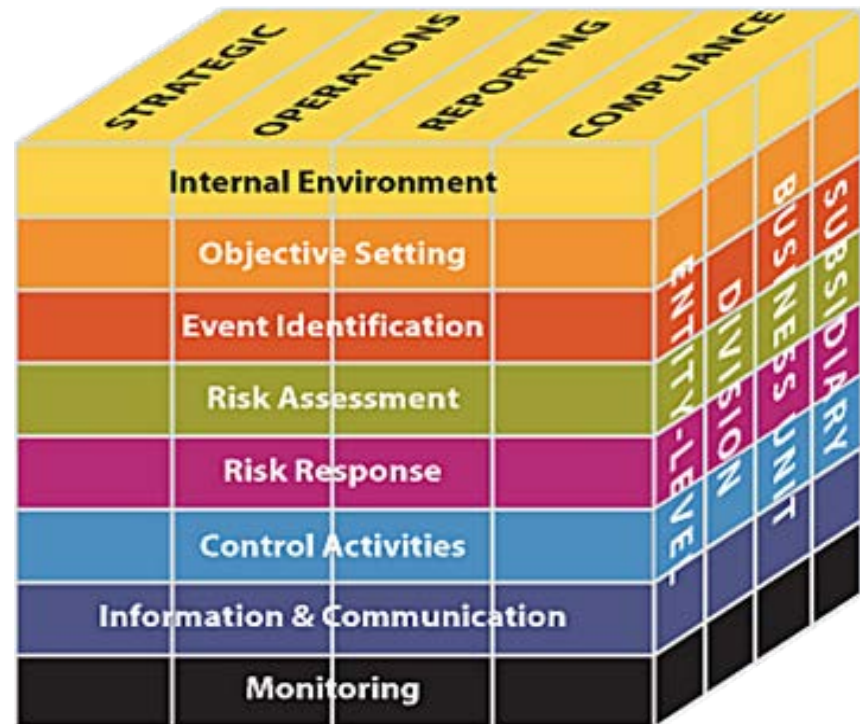 STRATEGIC
OPERATIONS
REPORTING
COMPLIANCE
Internal Environment
Objective Setting
Event Identification
Risk Assessment
Risk Response
Control Activities
Information & Communication
Monitoring
ENTITY-LEVEL
DIVISION
BUSINESS UNIT
SUBSIDIARY